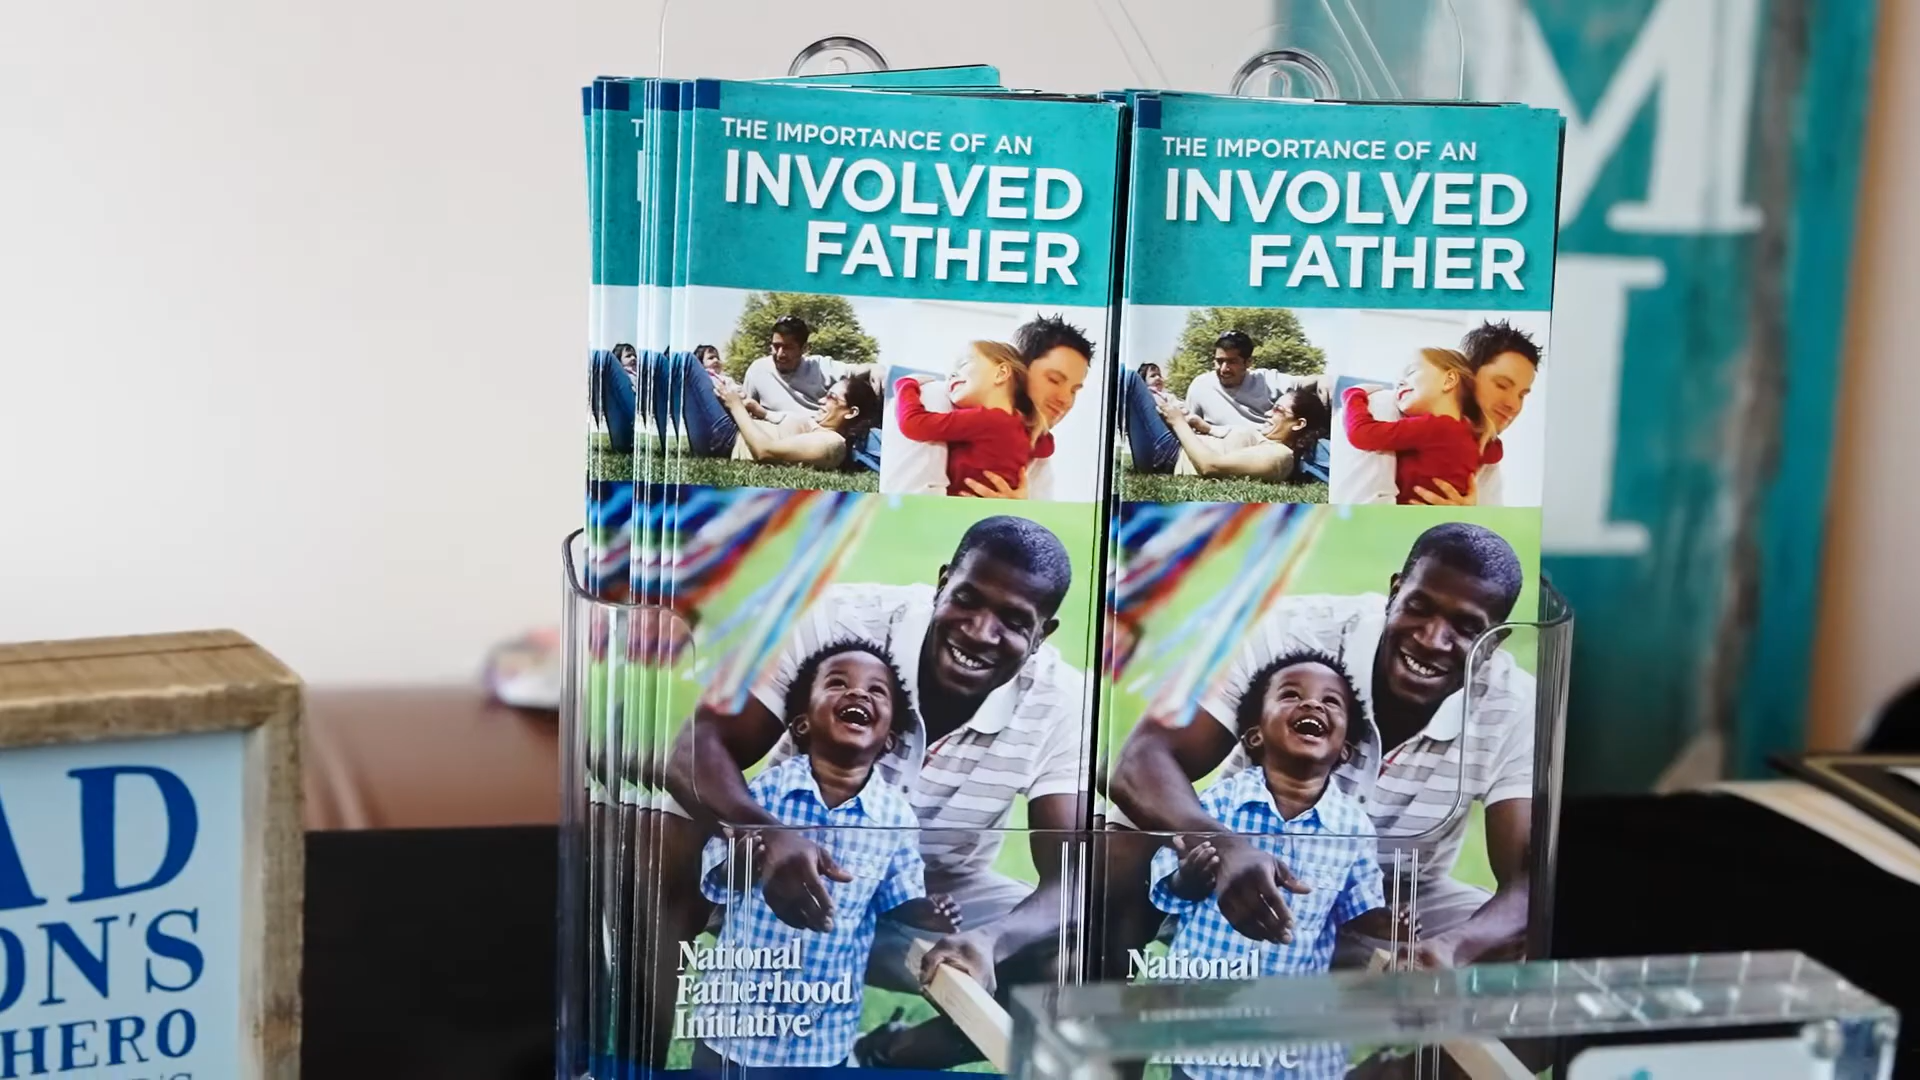 THE IMPORTANCE OF AN
INVOLVED
FATHER
National
Fatherhood
Initiative®
THE IMPORTANCE OF AN
INVOLVED
FATHER
National
Initiative
AD
ON'S
HERO
M
I